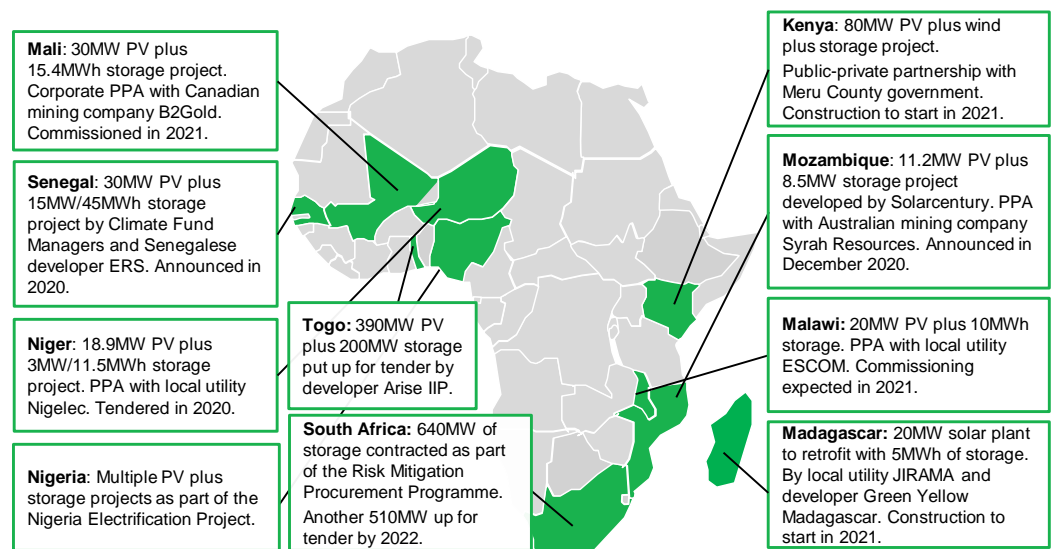 Mali: 30MW PV plus
15.4MWh storage project.
Corporate PPA with Canadian
mining company B2Gold.
Commissioned in 2021.
Senegal: 30MW PV plus
15MW/45MWh storage
project by Climate Fund
Managers and Senegalese
developer ERS. Announced in
2020.
Niger: 18.9MW PV plus
3MW/11.5MWh storage
project. PPA with local utility
Nigelec. Tendered in 2020.
Nigeria: Multiple PV plus
storage projects as part of the
Nigeria Electrification Project.
Togo: 390MW PV
plus 200MW storage
put up for tender by
developer Arise IIP.
South Africa: 640MW of
storage contracted as part
of the Risk Mitigation
Procurement Programme.
Another 510MW up for
tender by 2022.
Kenya: 80MW PV plus wind
plus storage project.
Public-private partnership with
Meru County government.
Construction to start in 2021.
Mozambique: 11.2MW PV plus
8.5MW storage project
developed by Solarcentury. PPA
with Australian mining company
Syrah Resources. Announced in
December 2020.
Malawi: 20MW PV plus 10MWh
storage. PPA with local utility
ESCOM. Commissioning
expected in 2021.
Madagascar: 20MW solar plant
to retrofit with 5MWh of storage.
By local utility JIRAMA and
developer Green Yellow
Madagascar. Construction to
start in 2021.